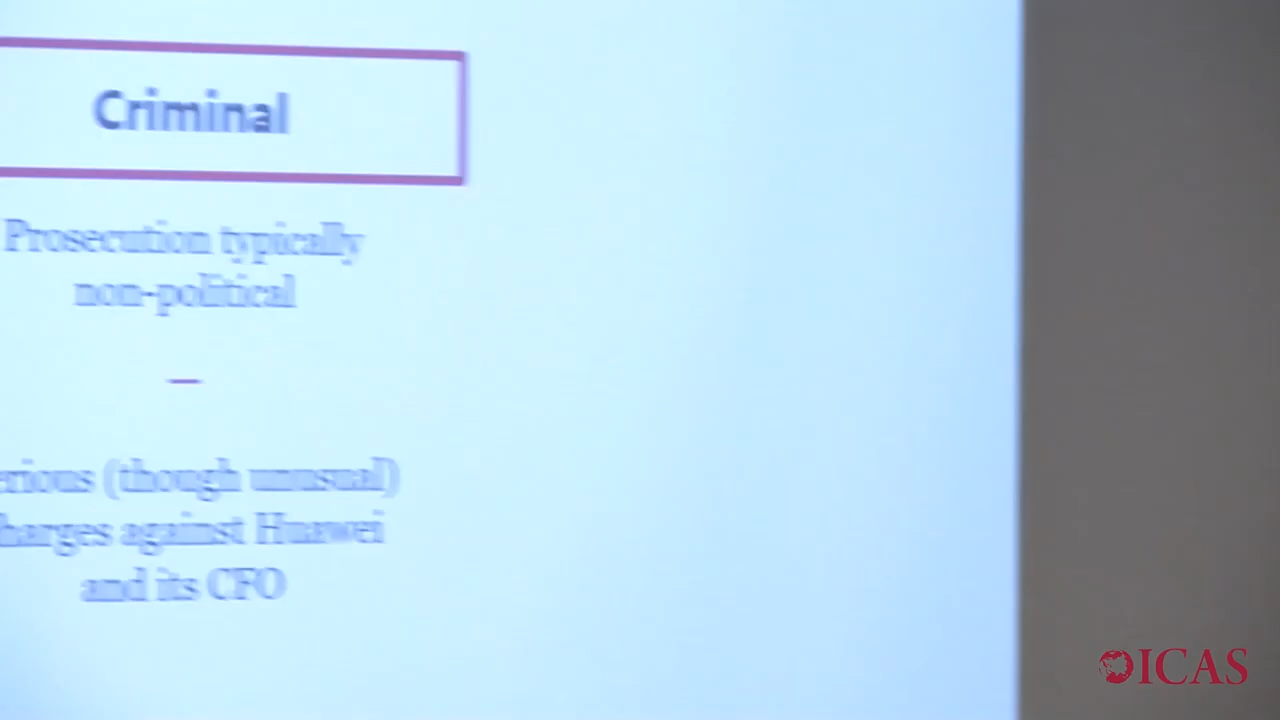 Criminal
Prosecution typically
non-political
erious (though unusual)
harges against Huawei
and its CFO
ICAS